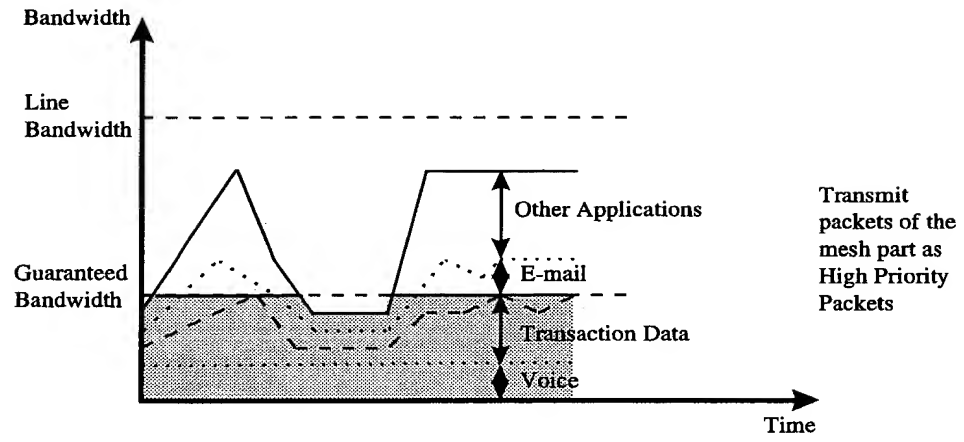 Bandwidth
Line
Bandwidth
Other Applications
Transmit
packets of the
mesh part as
High Priority
Packets
Guaranteed
Bandwidth
E-mail
Transaction Data
Voice
Time